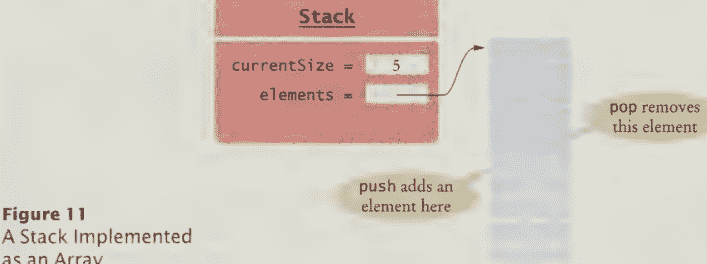 Stack
currentSize = 5
elements =
pop removes
this element
push adds an
element here
Figure 11
A Stack Implemented
as an Array